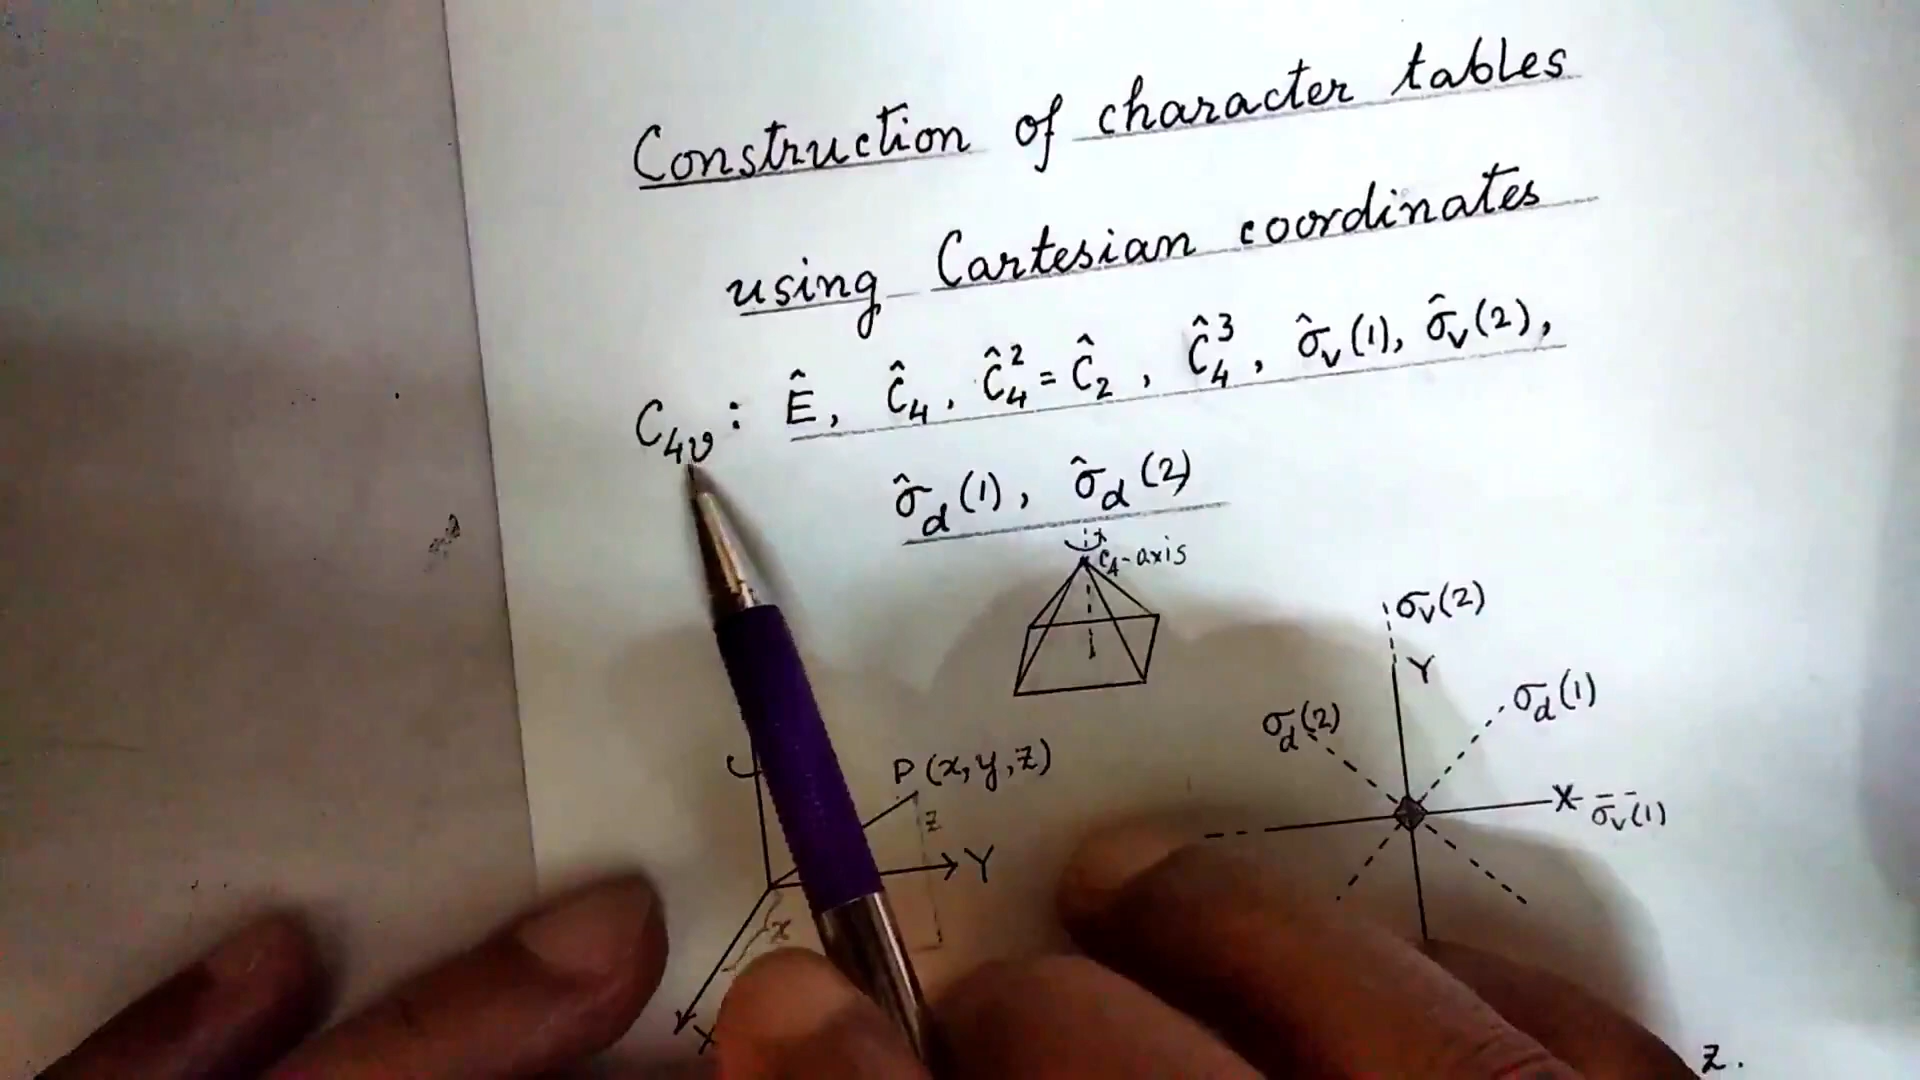 Construction of character tables
using Cartesian coordinates
C₄ᵥ : Ê, Ĉ₄, Ĉ₄² = Ĉ₂, Ĉ₄³, σ̂ᵥ(1), σ̂ᵥ(2),
σ̂d(1), σ̂d(2)
C₄-axis
σᵥ(2)
Y
σd(1)
σd(2)
X
σᵥ(1)
P(x,y,z)
z
Y
x
X
z.